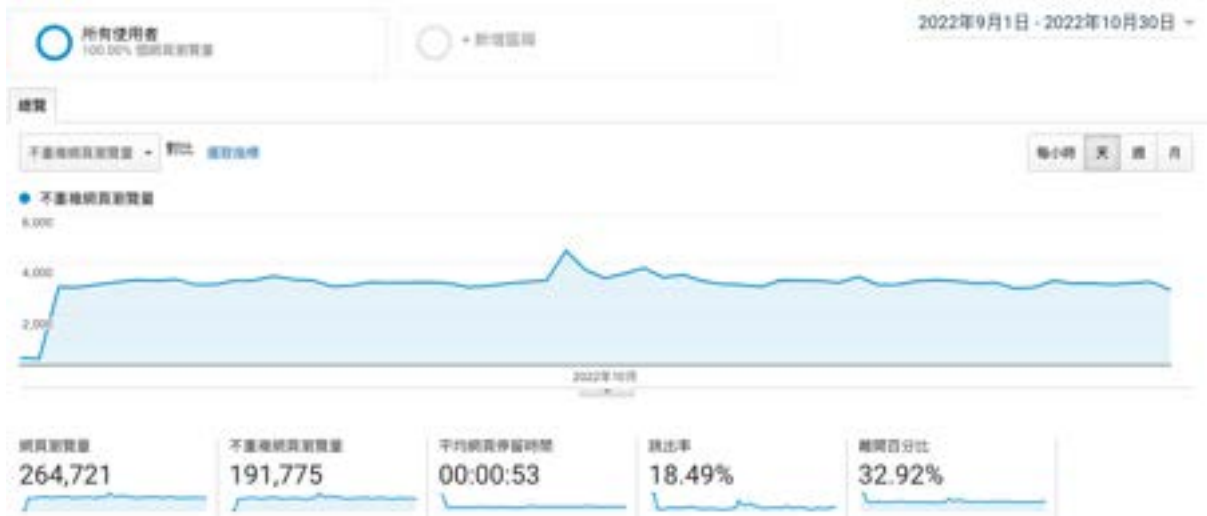 所有使用者
100.00% 個網頁瀏覽量
+ 新增區段
2022年9月1日 - 2022年10月30日
總覽
不重複網頁瀏覽量 對比 選取指標
每小時 天 週 月
不重複網頁瀏覽量
6,000
4,000
2,000
2022年10月
網頁瀏覽量
264,721
不重複網頁瀏覽量
191,775
平均網頁停留時間
00:00:53
跳出率
18.49%
離開百分比
32.92%